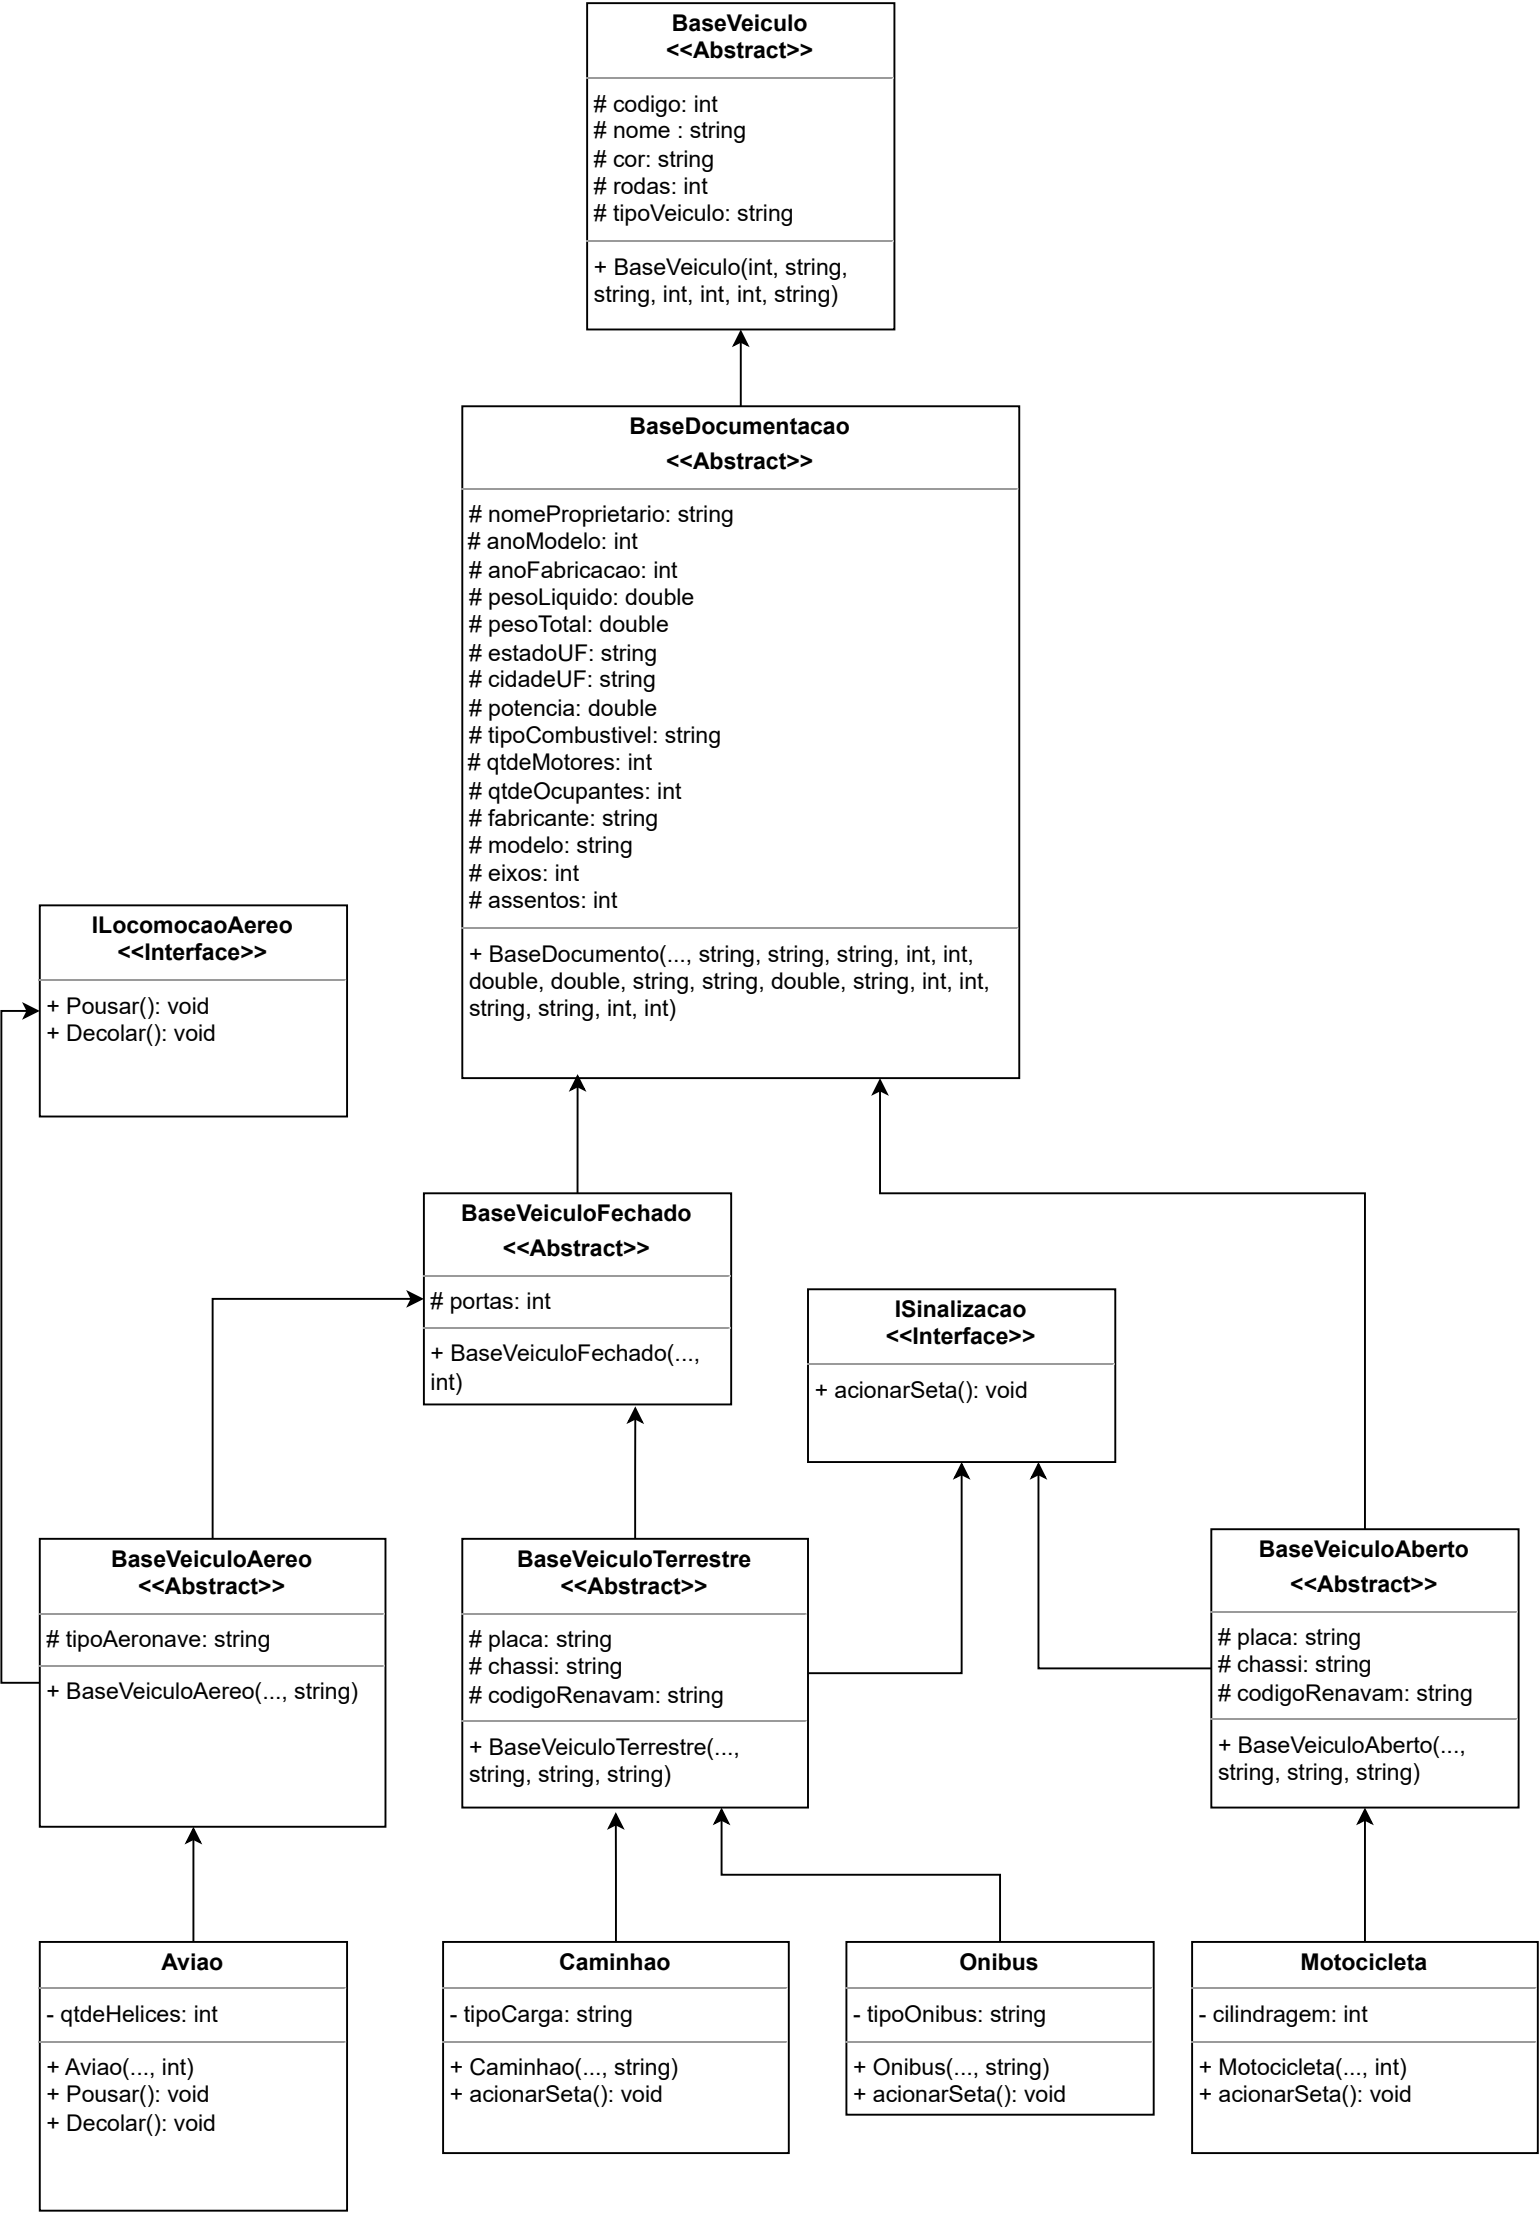 BaseVeiculo
<<Abstract>>
# codigo: int
# nome : string
# cor: string
# rodas: int
# tipoVeiculo: string
+ BaseVeiculo(int, string,
string, int, int, int, string)
BaseDocumentacao
<<Abstract>>
# nomeProprietario: string
# anoModelo: int
# anoFabricacao: int
# pesoLiquido: double
# pesoTotal: double
# estadoUF: string
# cidadeUF: string
# potencia: double
# tipoCombustivel: string
# qtdeMotores: int
# qtdeOcupantes: int
# fabricante: string
# modelo: string
# eixos: int
# assentos: int
+ BaseDocumento(..., string, string, string, int, int,
double, double, string, string, double, string, int, int,
string, string, int, int)
ILocomocaoAereo
<<Interface>>
+ Pousar(): void
+ Decolar(): void
BaseVeiculoFechado
<<Abstract>>
# portas: int
+ BaseVeiculoFechado(...,
int)
ISinalizacao
<<Interface>>
+ acionarSeta(): void
BaseVeiculoAereo
<<Abstract>>
# tipoAeronave: string
+ BaseVeiculoAereo(..., string)
BaseVeiculoTerrestre
<<Abstract>>
# placa: string
# chassi: string
# codigoRenavam: string
+ BaseVeiculoTerrestre(...,
string, string, string)
BaseVeiculoAberto
<<Abstract>>
# placa: string
# chassi: string
# codigoRenavam: string
+ BaseVeiculoAberto(...,
string, string, string)
Aviao
- qtdeHelices: int
+ Aviao(..., int)
+ Pousar(): void
+ Decolar(): void
Caminhao
- tipoCarga: string
+ Caminhao(..., string)
+ acionarSeta(): void
Onibus
- tipoOnibus: string
+ Onibus(..., string)
+ acionarSeta(): void
Motocicleta
- cilindragem: int
+ Motocicleta(..., int)
+ acionarSeta(): void